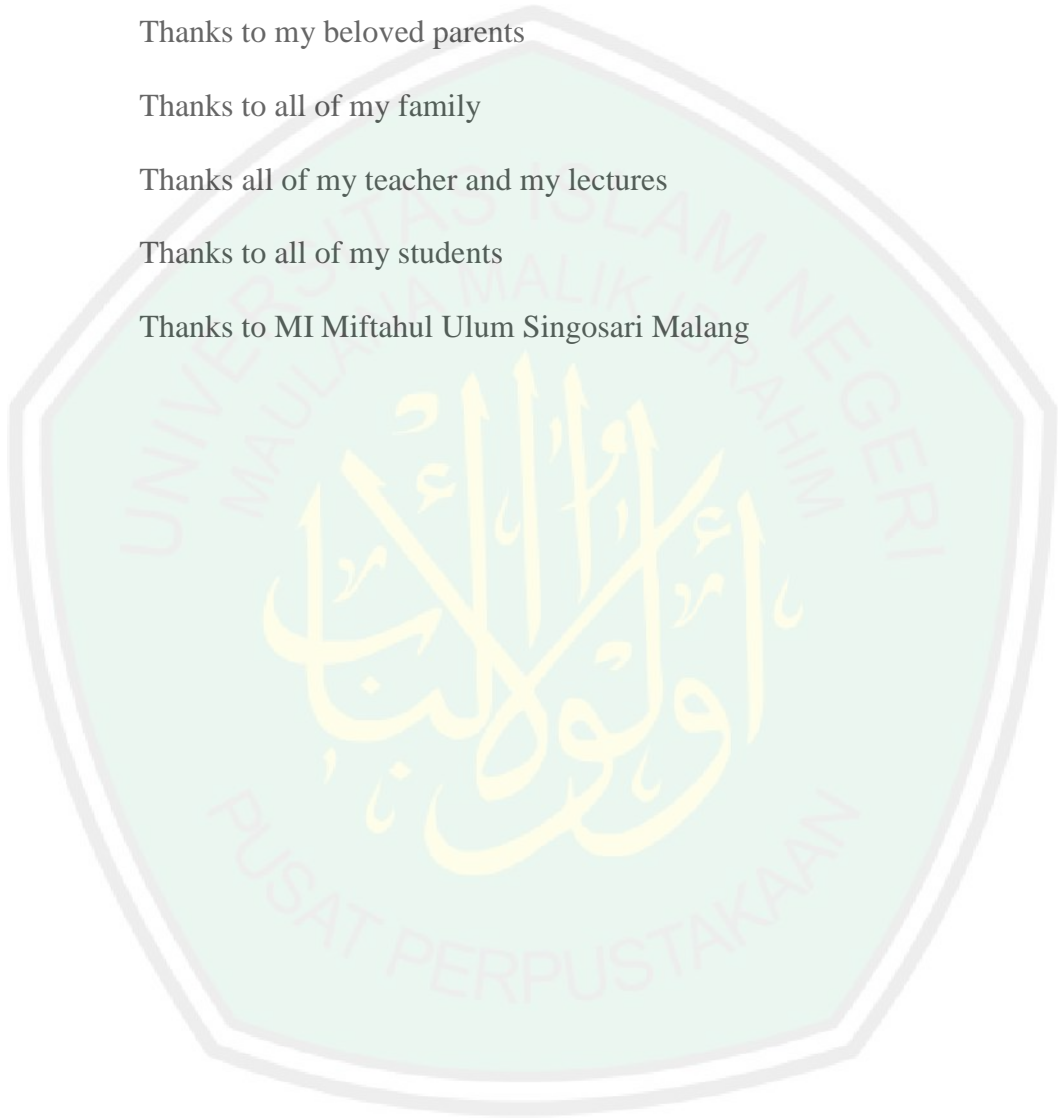 Thanks to my beloved parents
Thanks to all of my family
Thanks all of my teacher and my lectures
Thanks to all of my students
Thanks to MI Miftahul Ulum Singosari Malang
UNIVERSITAS ISLAM NEGERI
MAULANA MALIK IBRAHIM
أولوا الألباب
PUSAT PERPUSTAKAAN